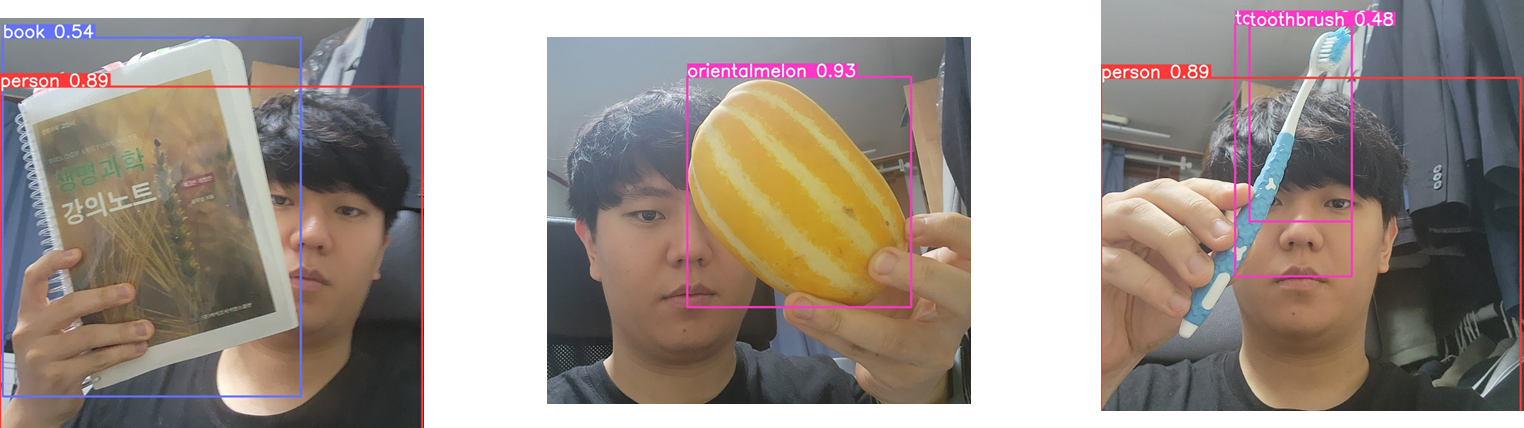 book 0.54
person 0.89
생명과학
강의노트
orientalmelon 0.93
toothbrush 0.48
person 0.89